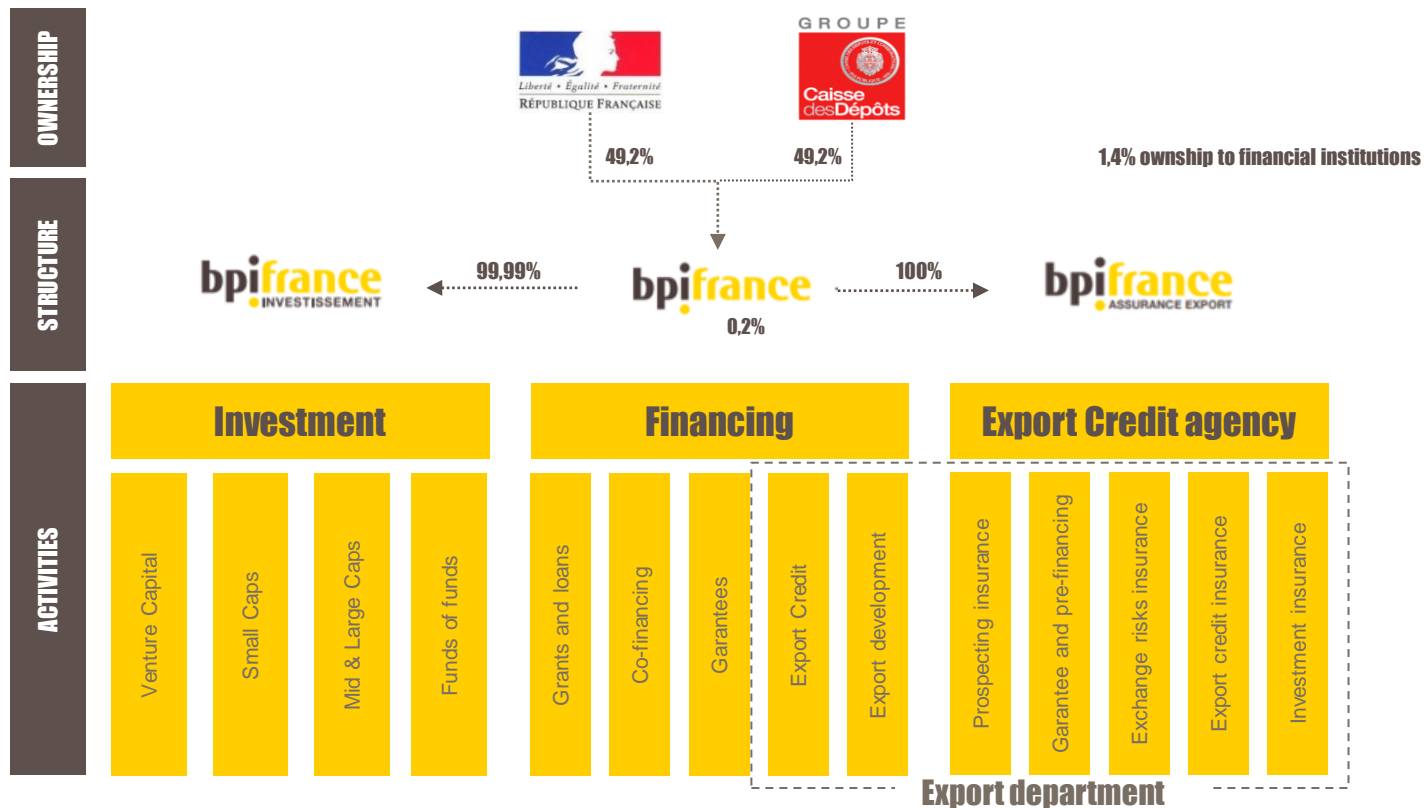 OWNERSHIP
Liberté • Égalité • Fraternité
RÉPUBLIQUE FRANÇAISE
GROUPE
Caisse
desDépôts
49,2%
49,2%
1,4% ownship to financial institutions
STRUCTURE
bpifrance
INVESTISSEMENT
99,99%
bpifrance
0,2%
100%
bpifrance
ASSURANCE EXPORT
ACTIVITIES
Investment
Financing
Export Credit agency
Venture Capital
Small Caps
Mid & Large Caps
Funds of funds
Grants and loans
Co-financing
Garantees
Export Credit
Export development
Prospecting insurance
Garantee and pre-financing
Exchange risks insurance
Export credit insurance
Investment insurance
Export department